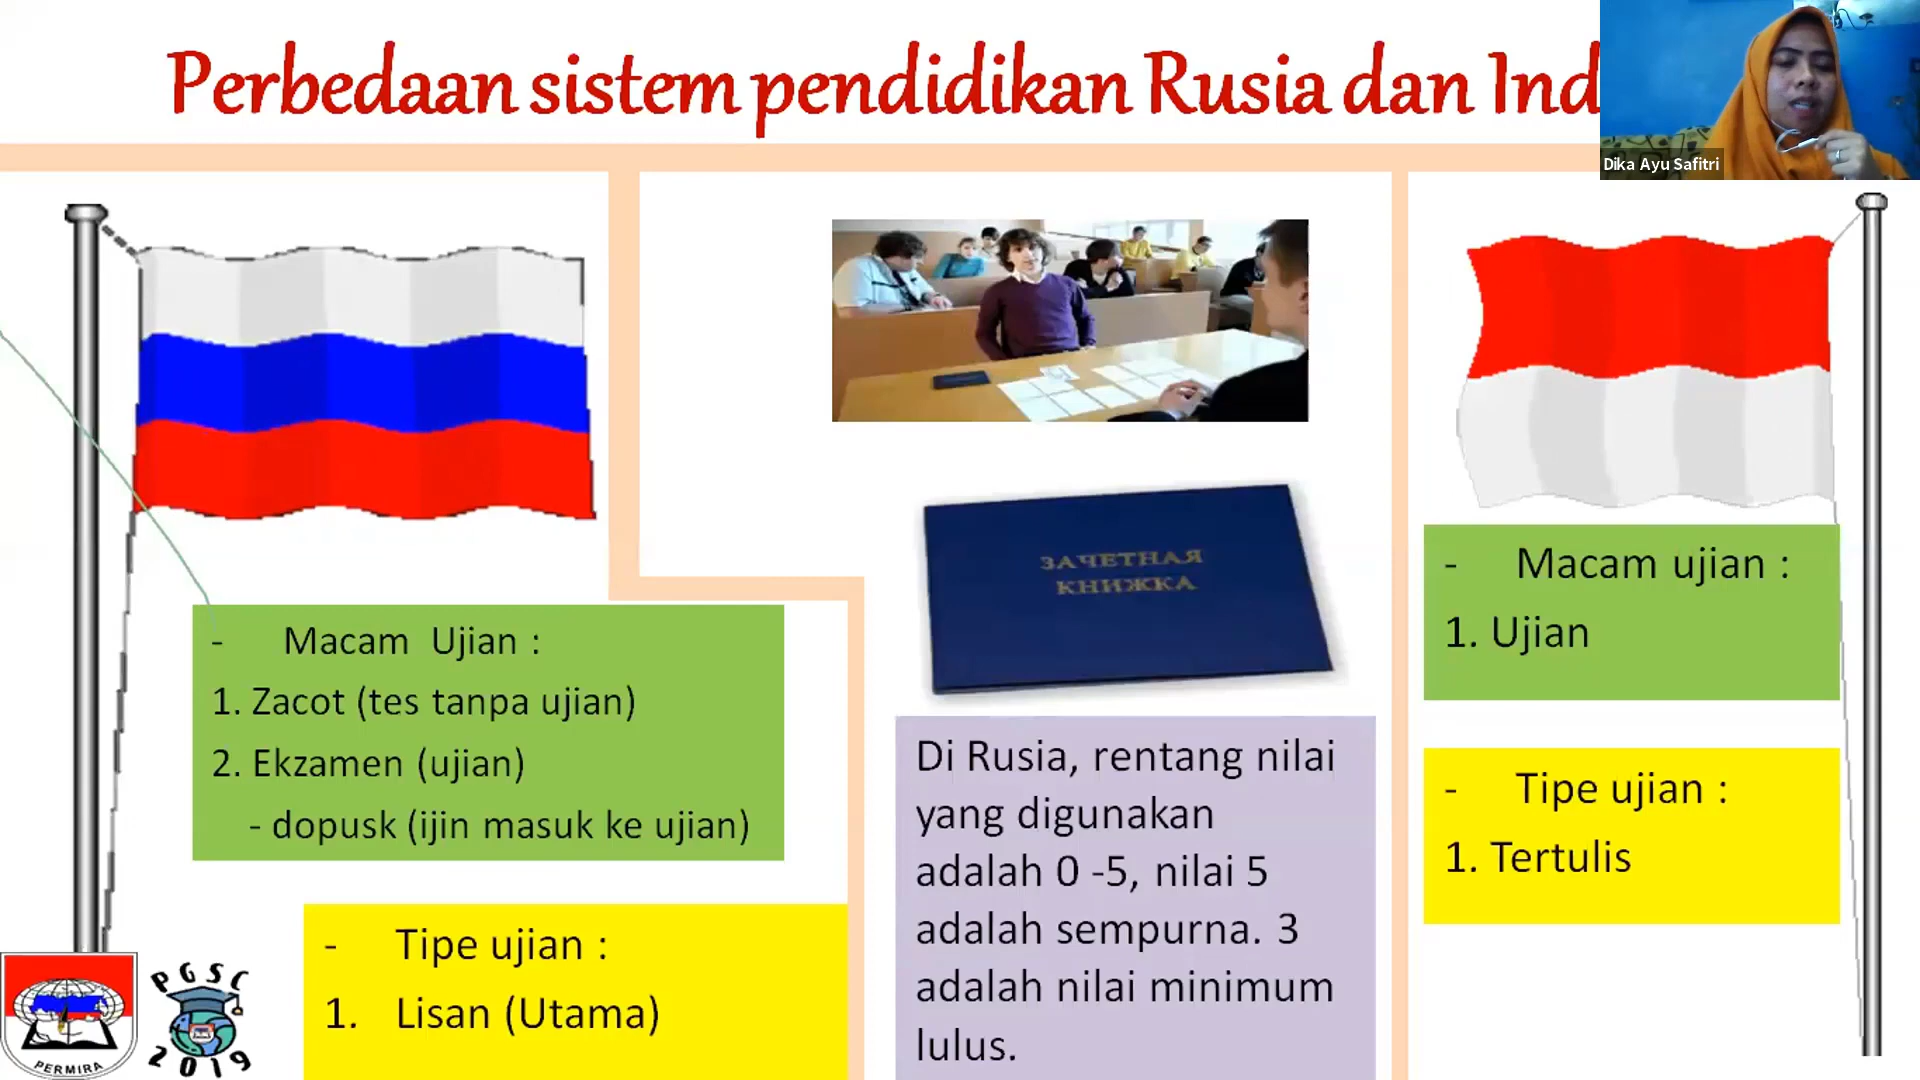 Perbedaan sistem pendidikan Rusia dan Ind
Dika Ayu Safitri
- Macam Ujian :
1. Zacot (tes tanpa ujian)
2. Ekzamen (ujian)
- dopusk (ijin masuk ke ujian)
- Tipe ujian :
1. Lisan (Utama)
ЗАЧЕТНАЯ
КНИЖКА
Di Rusia, rentang nilai
yang digunakan
adalah 0 -5, nilai 5
adalah sempurna. 3
adalah nilai minimum
lulus.
- Macam ujian :
1. Ujian
- Tipe ujian :
1. Tertulis
PERMIRA
PGSC
2019